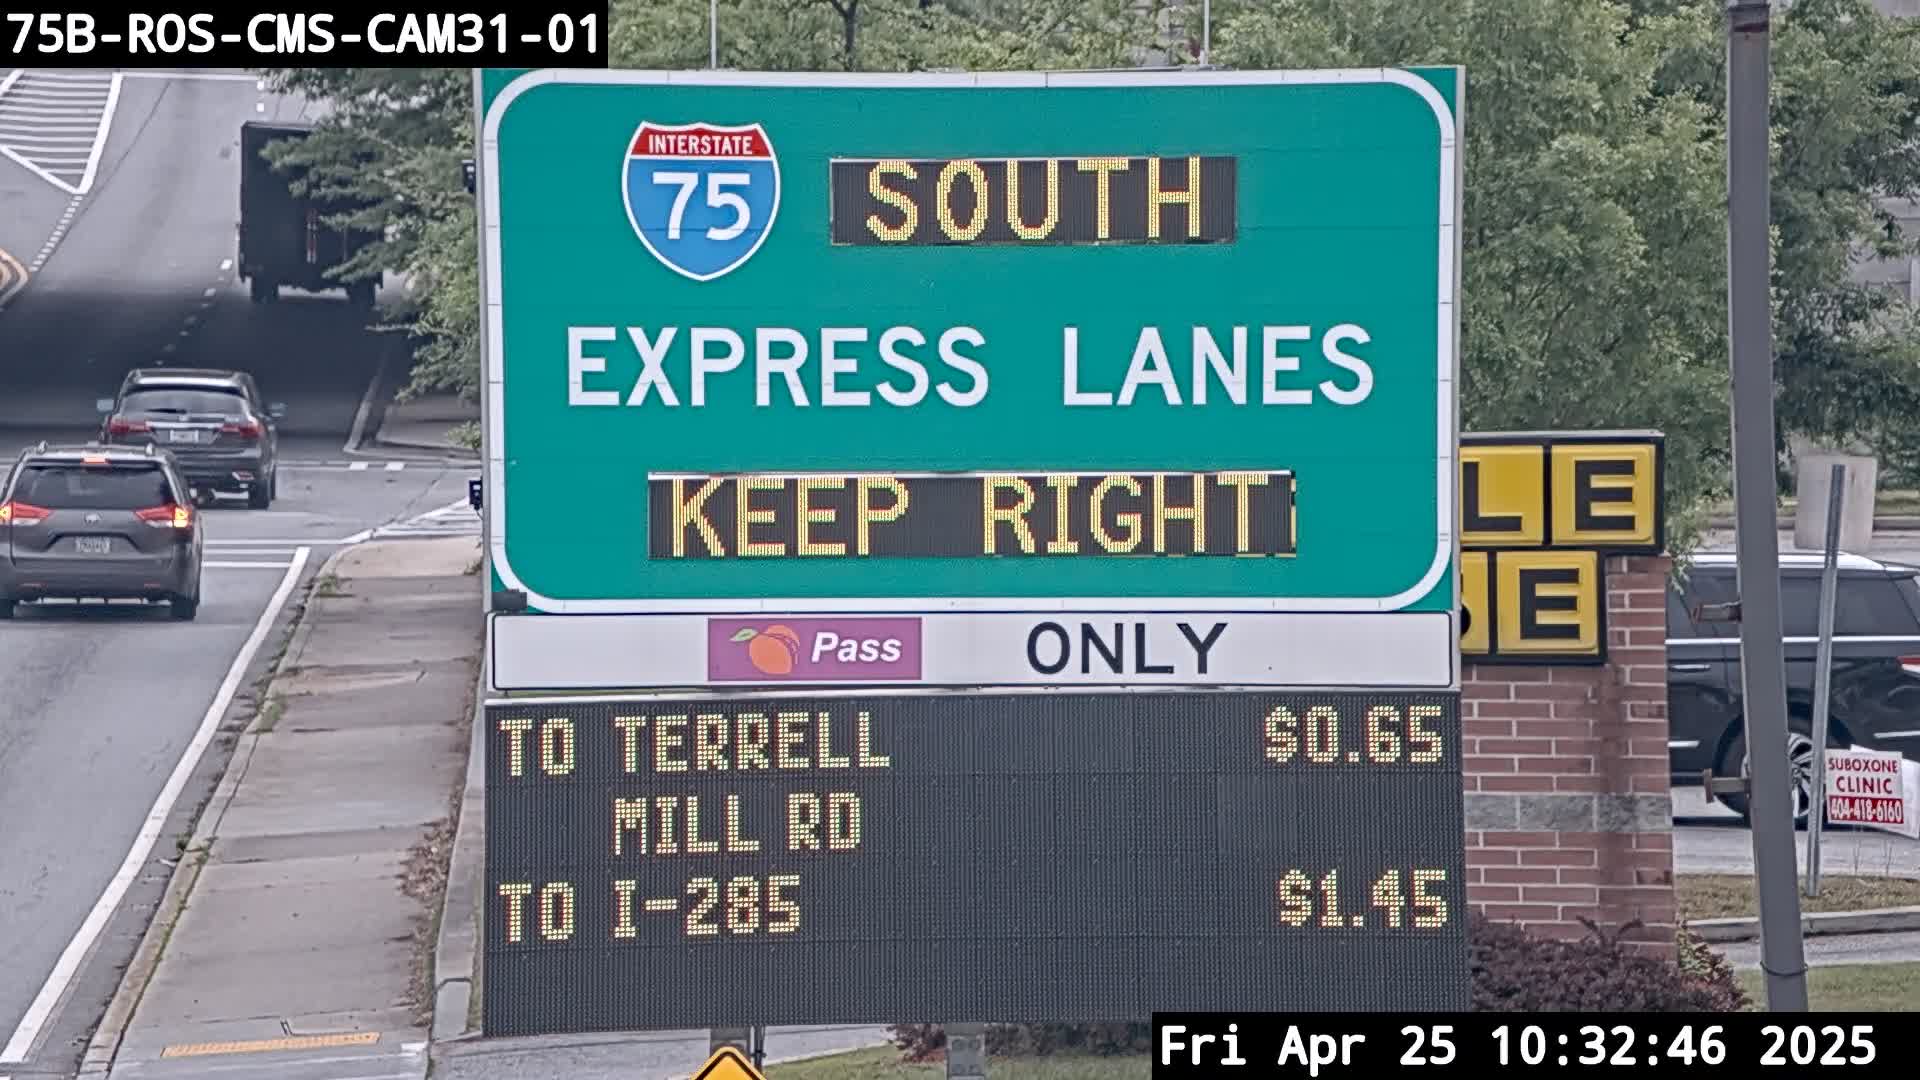 75B-ROS-CMS-CAM31-01
INTERSTATE
75
SOUTH
EXPRESS LANES
KEEP RIGHT
Pass ONLY
TO TERRELL $0.65
MILL RD
TO I-285 $1.45
LE
E
SUBOXONE
CLINIC
404-418-6160
Fri Apr 25 10:32:46 2025